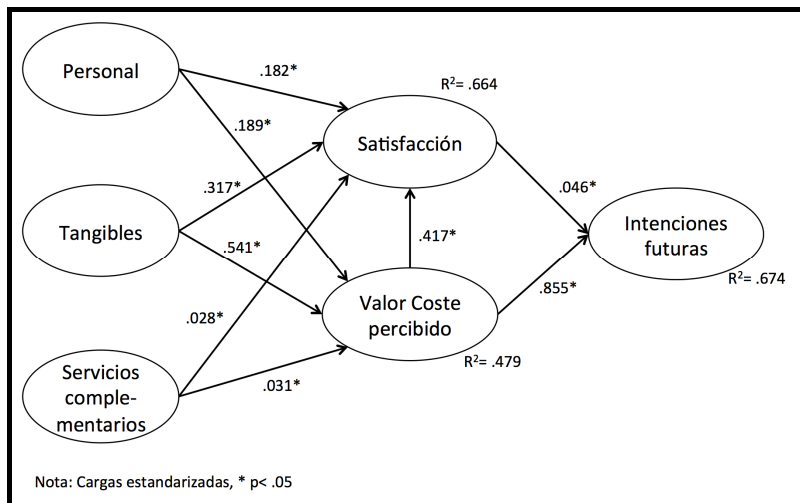 Personal
.182*
R²= .664
.189*
Satisfacción
.317*
.046*
Tangibles
.417*
Intenciones
futuras
.541*
R²= .674
.855*
Valor Coste
percibido
.028*
R²= .479
Servicios
comple-
mentarios
.031*
Nota: Cargas estandarizadas, * p< .05